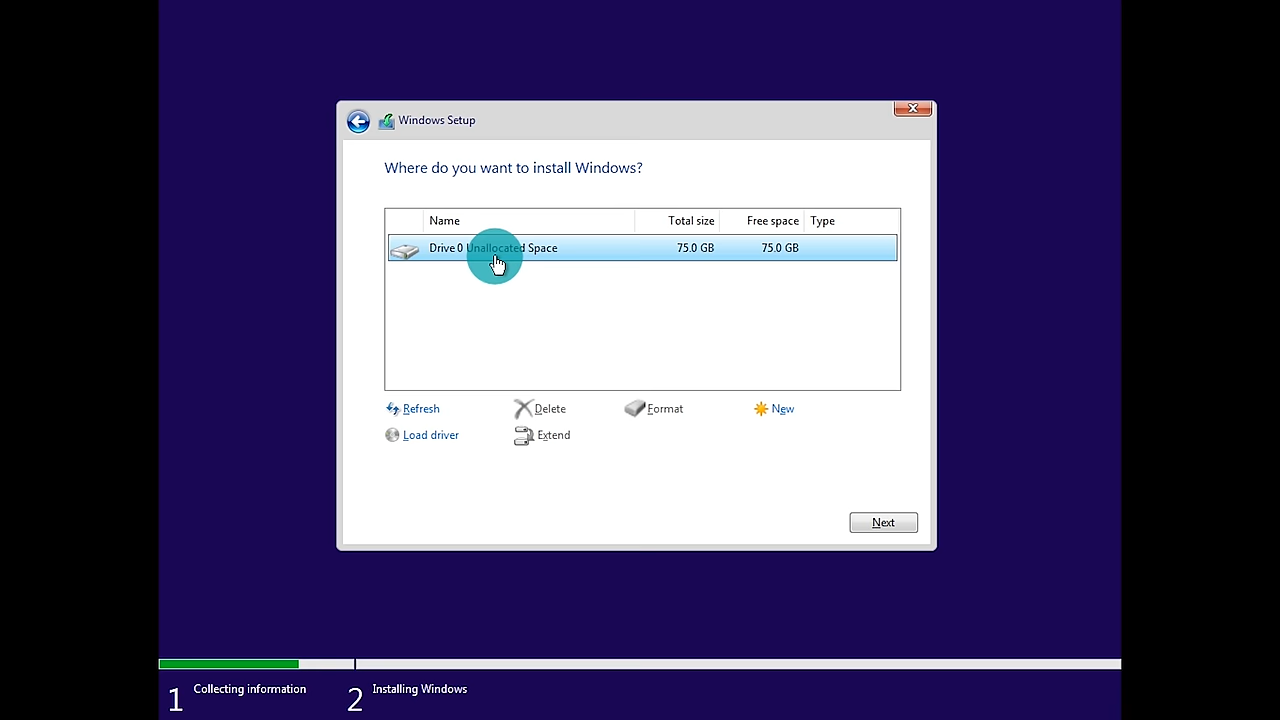 Windows Setup
Where do you want to install Windows?
Name Total size Free space Type
Drive 0 Unallocated Space 75.0 GB 75.0 GB
Refresh Delete Format New
Load driver Extend
Next
1 Collecting information 2 Installing Windows